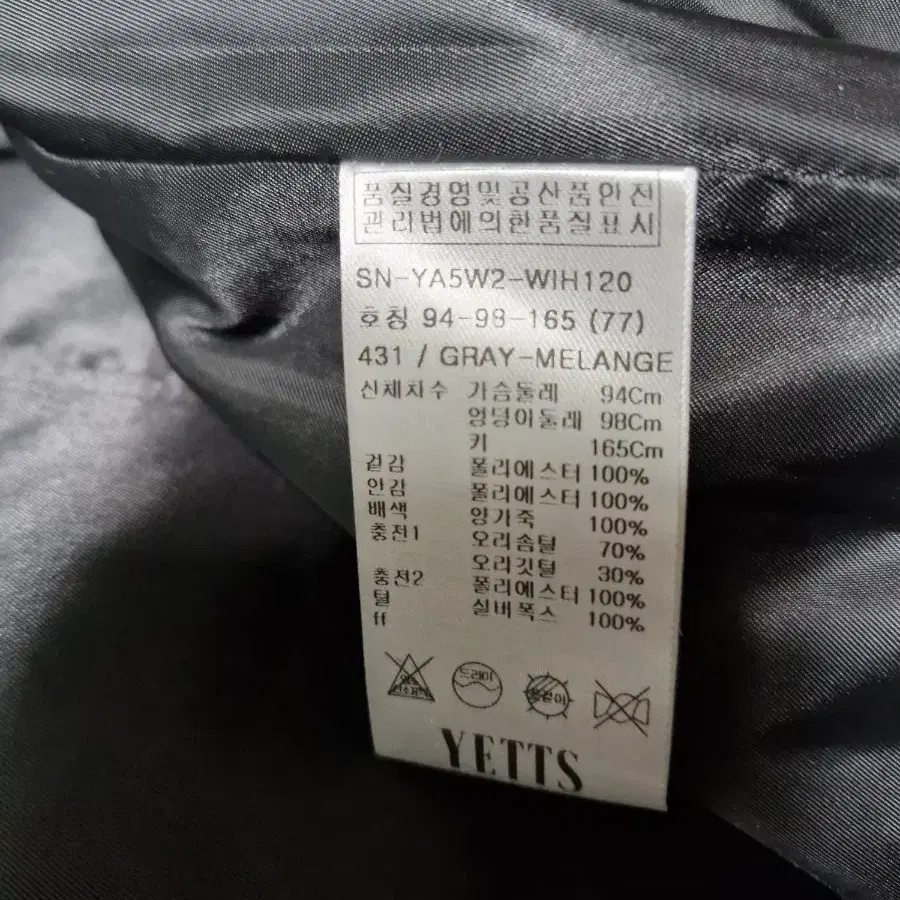 품질경영및공산품안전
관리법에의한품질표시
SN-YA5W2-WIH120
호칭 94-98-165 (77)
431 / GRAY-MELANGE
신체치수 가슴둘레 94Cm
엉덩이둘레 98Cm
키 165Cm
겉감 폴리에스터 100%
안감 폴리에스터 100%
배색 양가죽 100%
충전1 오리솜털 70%
오리깃털 30%
충전2 폴리에스터 100%
털 실버폭스 100%
ff
드라이
옷걸이
YETTS